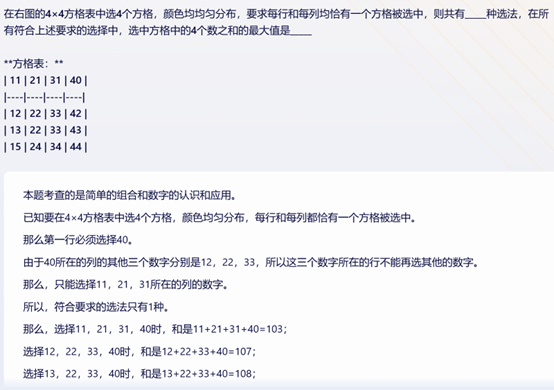 在右图的4×4方格表中选4个方格，颜色均匀分布，要求每行和每列均恰有一个方格被选中，则共有____种选法，在所
有符合上述要求的选择中，选中方格中的4个数之和的最大值是____
**方格表：**
| 11 | 21 | 31 | 40 |
|----|----|----|----|
| 12 | 22 | 33 | 42 |
| 13 | 22 | 33 | 43 |
| 15 | 24 | 34 | 44 |
本题考查的是简单的组合和数字的认识和应用。
已知要在4×4方格表中选4个方格，颜色均匀分布，每行和每列都恰有一个方格被选中。
那么第一行必须选择40。
由于40所在的列的其他三个数字分别是12，22，33，所以这三个数字所在的行不能再选其他的数字。
那么，只能选择11，21，31所在的列的数字。
所以，符合要求的选法只有1种。
那么，选择11，21，31，40时，和是11+21+31+40=103；
选择12，22，33，40时，和是12+22+33+40=107；
选择13，22，33，40时，和是13+22+33+40=108；